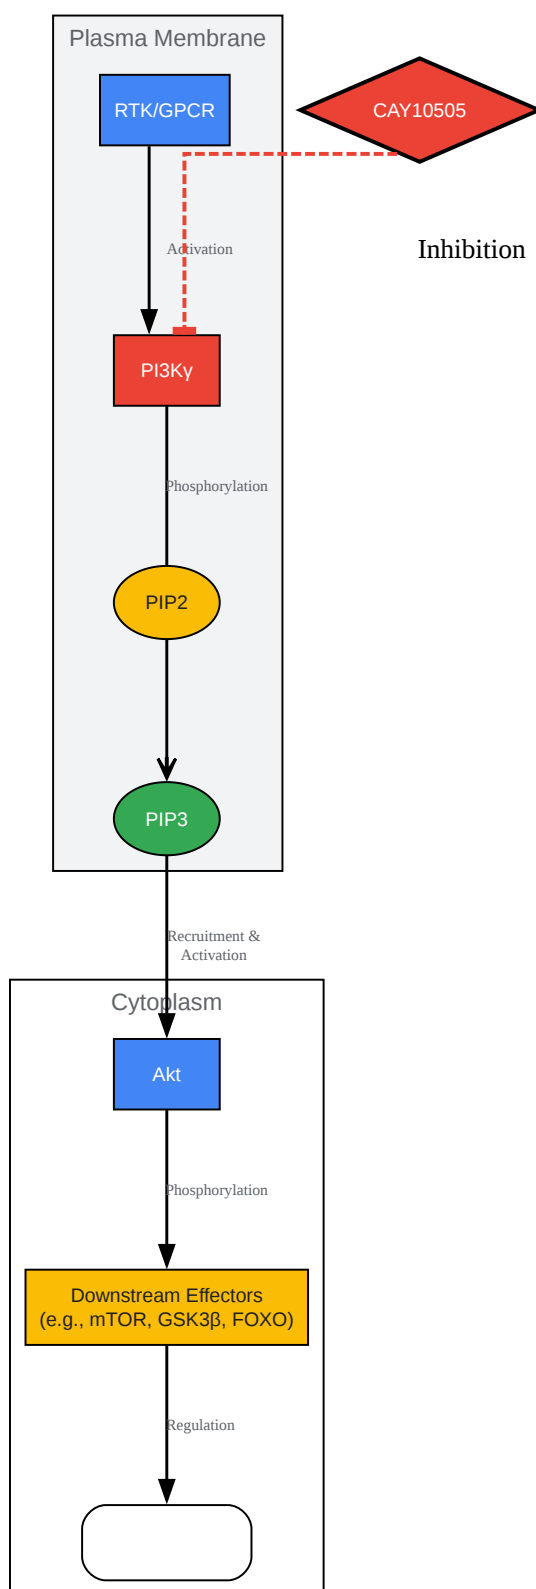 Plasma Membrane
RTK/GPCR
CAY10505
Activation
Inhibition
PI3Kγ
Phosphorylation
PIP2
PIP3
Recruitment &
Activation
Cytoplasm
Akt
Phosphorylation
Downstream Effectors
(e.g., mTOR, GSK3β, FOXO)
Regulation